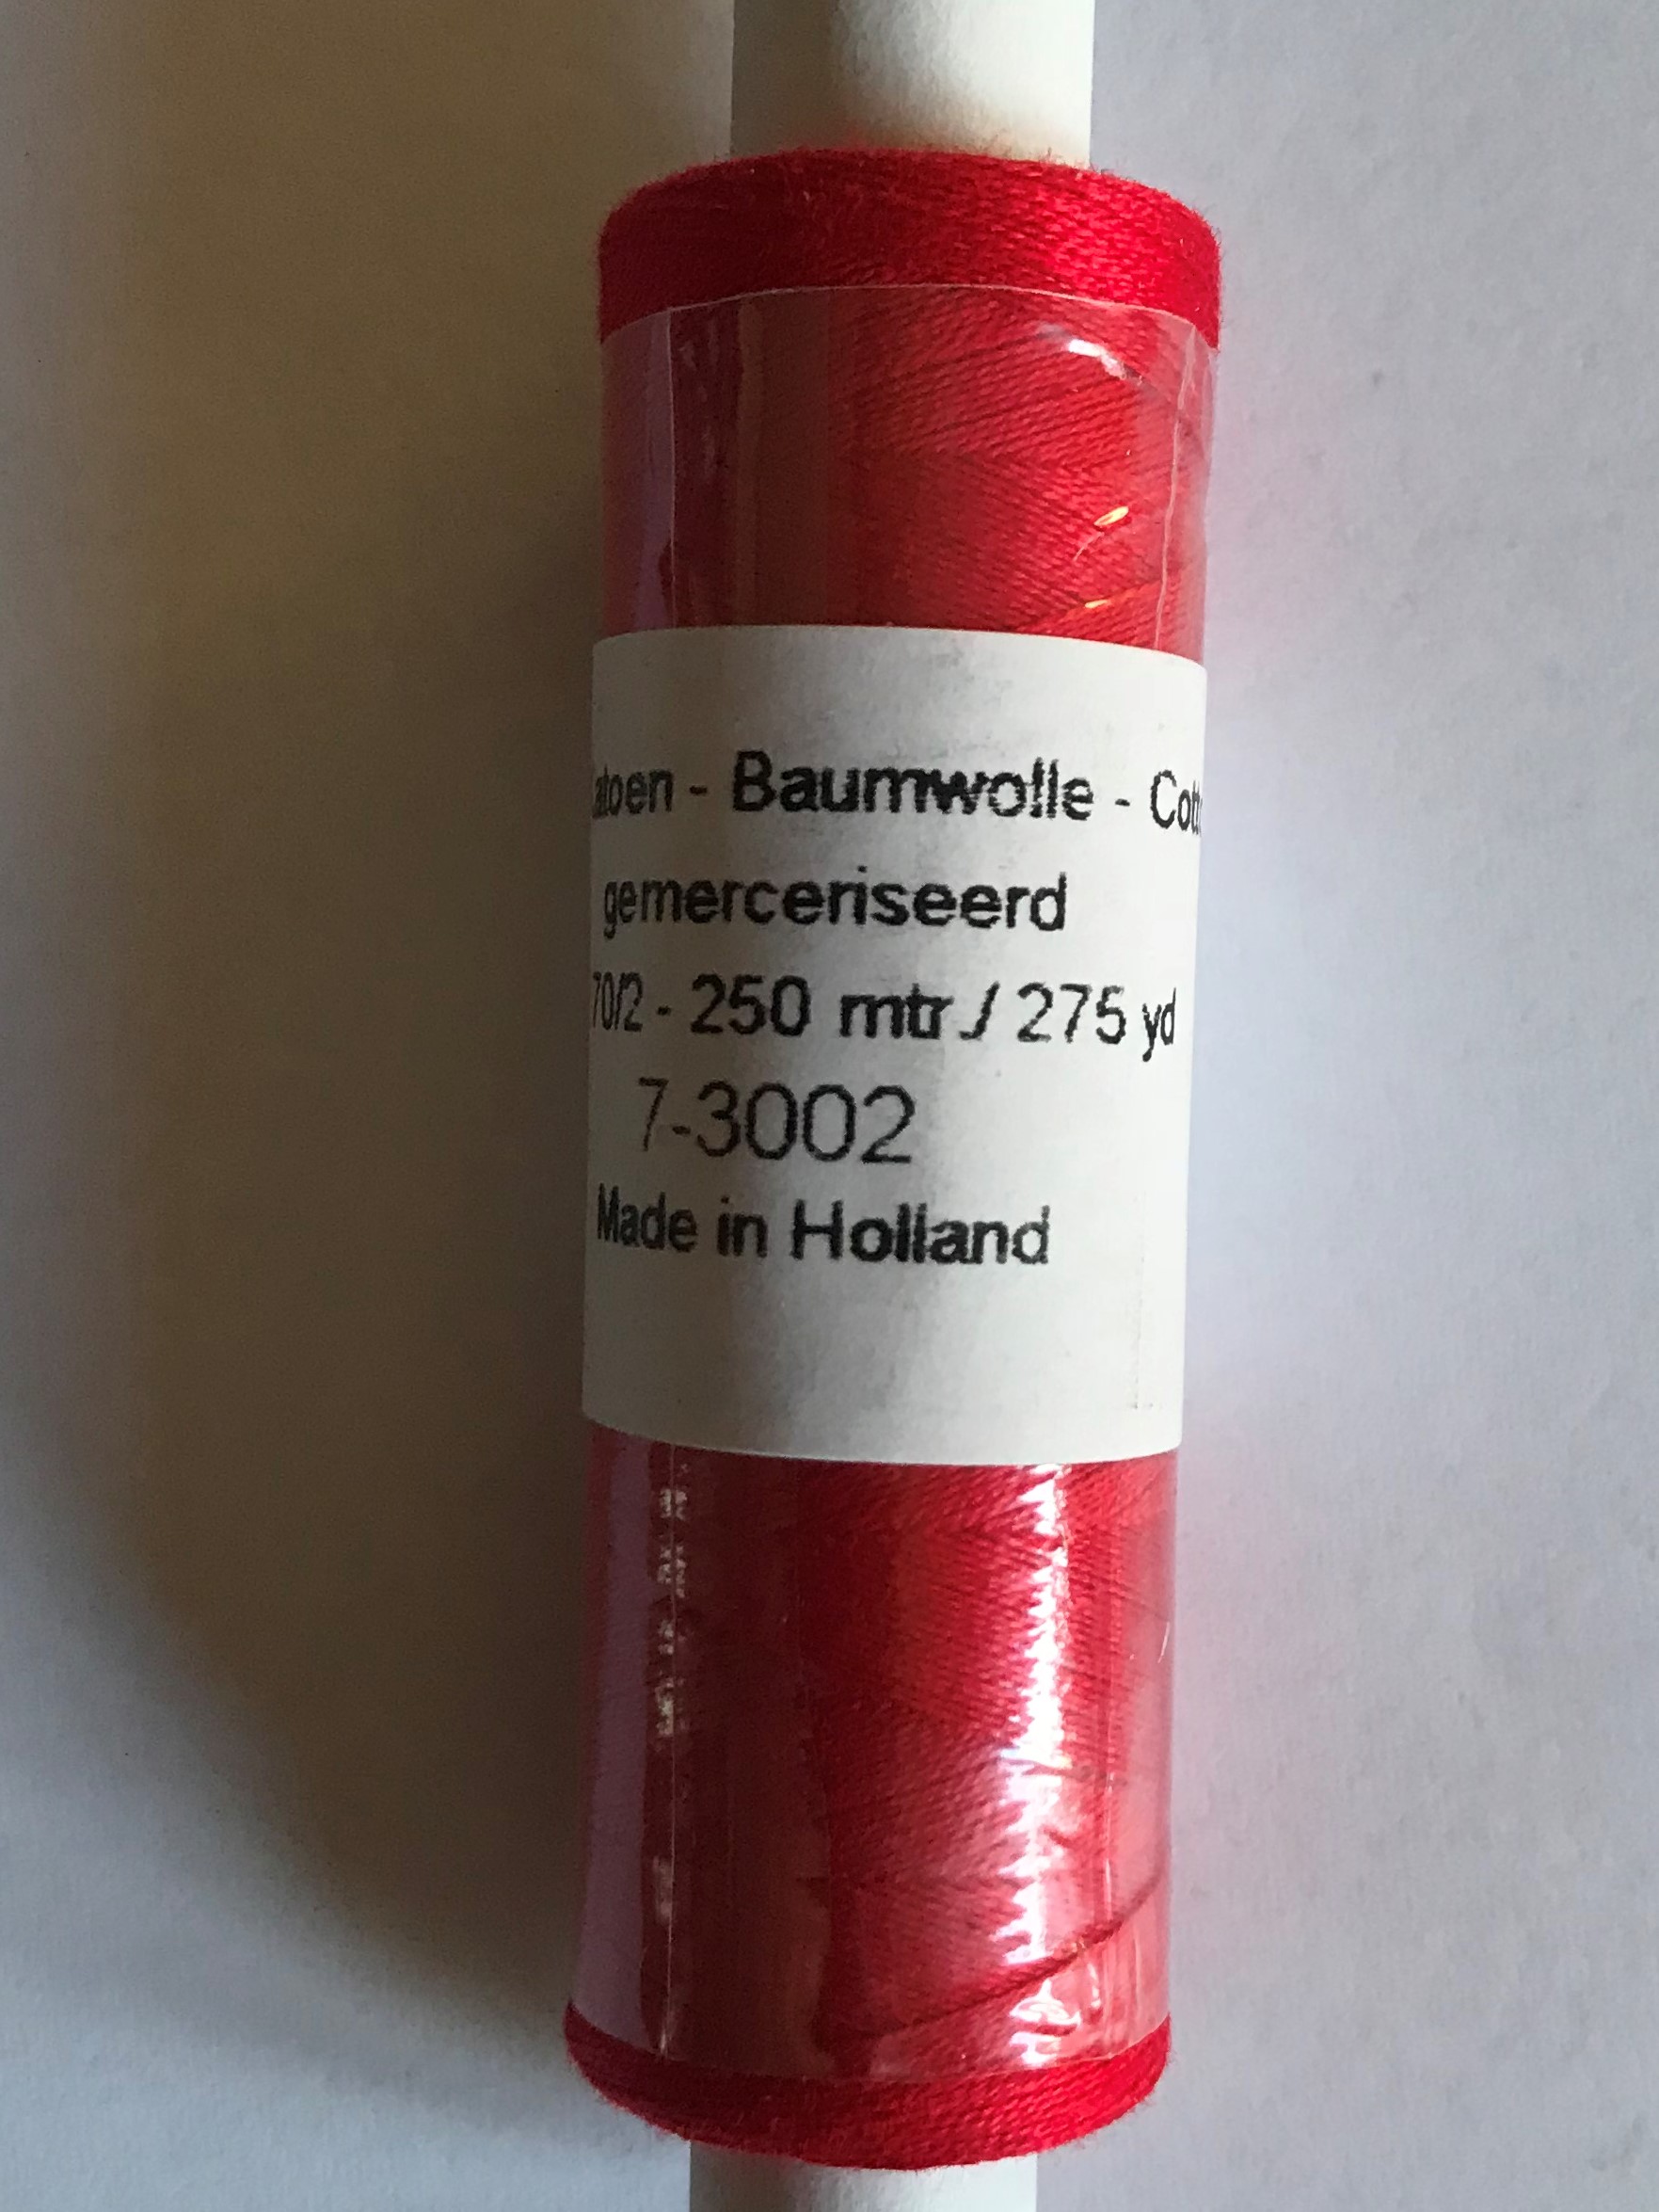 atoen - Baumwolle - Cott
gemerceriseerd
70/2 - 250 mtr./ 275 yd
7-3002
Made in Holland